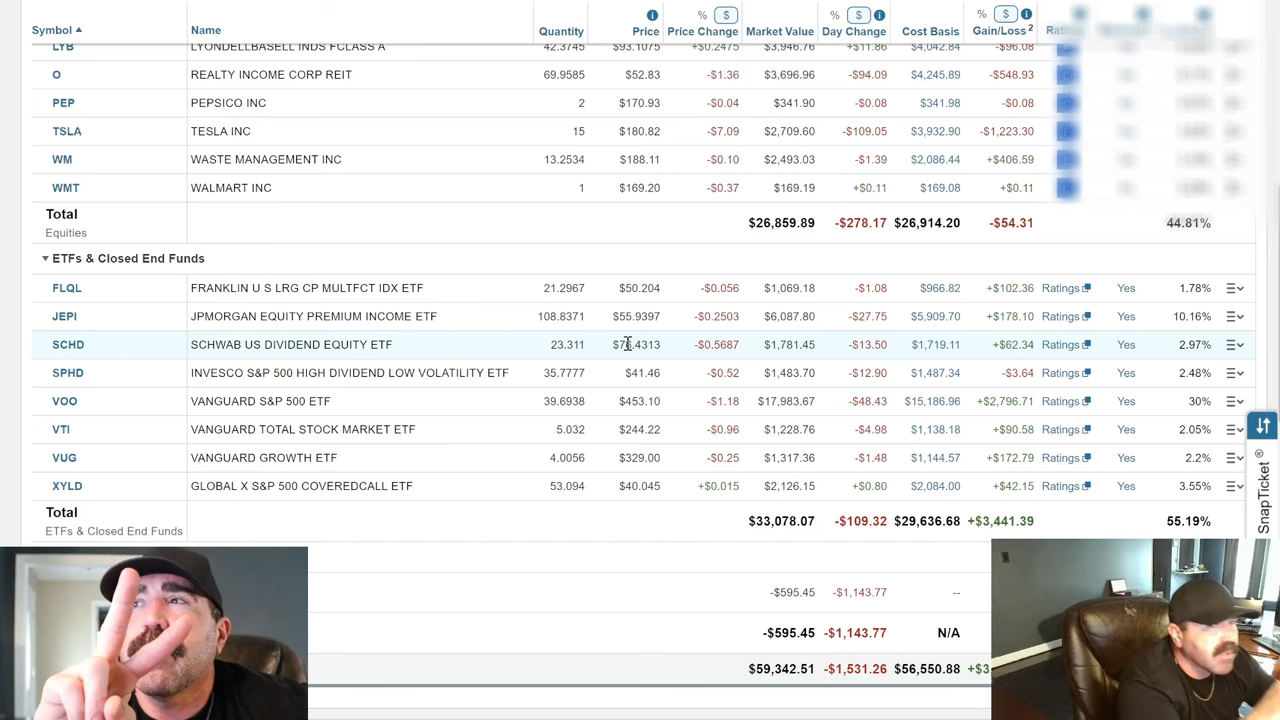 % $ % $ % $
Symbol Name Quantity Price Price Change Market Value Day Change Cost Basis Gain/Loss 2
LYB LYONDELLBASELL INDS FCLASS A 42.3745 $93.1075 +$0.2475 $3,946.76 +$11.86 $4,042.84 -$96.08
O REALTY INCOME CORP REIT 69.9585 $52.83 -$1.36 $3,696.96 -$94.09 $4,245.89 -$548.93
PEP PEPSICO INC 2 $170.93 -$0.04 $341.90 -$0.08 $341.98 -$0.08
TSLA TESLA INC 15 $180.82 -$7.09 $2,709.60 -$109.05 $3,932.90 -$1,223.30
WM WASTE MANAGEMENT INC 13.2534 $188.11 -$0.10 $2,493.03 -$1.39 $2,086.44 +$406.59
WMT WALMART INC 1 $169.20 -$0.37 $169.19 +$0.11 $169.08 +$0.11
Total $26,859.89 -$278.17 $26,914.20 -$54.31 44.81%
Equities
ETFs & Closed End Funds
FLQL FRANKLIN U S LRG CP MULTFCT IDX ETF 21.2967 $50.204 -$0.056 $1,069.18 -$1.08 $966.82 +$102.36 Ratings Yes 1.78%
JEPI JPMORGAN EQUITY PREMIUM INCOME ETF 108.8371 $55.9397 -$0.2503 $6,087.80 -$27.75 $5,909.70 +$178.10 Ratings Yes 10.16%
SCHD SCHWAB US DIVIDEND EQUITY ETF 23.311 -$0.5687 $1,781.45 -$13.50 $1,719.11 +$62.34 Ratings Yes 2.97%
SPHD INVESCO S&P 500 HIGH DIVIDEND LOW VOLATILITY ETF 35.7777 $41.46 -$0.52 $1,483.70 -$12.90 $1,487.34 -$3.64 Ratings Yes 2.48%
VOO VANGUARD S&P 500 ETF 39.6938 $453.10 -$1.18 $17,983.67 -$48.43 $15,186.96 +$2,796.71 Ratings Yes 30%
VTI VANGUARD TOTAL STOCK MARKET ETF 5.032 $244.22 -$0.96 $1,228.76 -$4.98 $1,138.18 +$90.58 Ratings Yes 2.05%
VUG VANGUARD GROWTH ETF 4.0056 $329.00 -$0.25 $1,317.36 -$1.48 $1,144.57 +$172.79 Ratings Yes 2.2%
XYLD GLOBAL X S&P 500 COVEREDCALL ETF 53.094 $40.045 +$0.015 $2,126.15 +$0.80 $2,084.00 +$42.15 Ratings Yes 3.55%
Total $33,078.07 -$109.32 $29,636.68 +$3,441.39 55.19%
ETFs & Closed End Funds
-$595.45 -$1,143.77 --
-$595.45 -$1,143.77 N/A
$59,342.51 -$1,531.26 $56,550.88
SnapTicket®